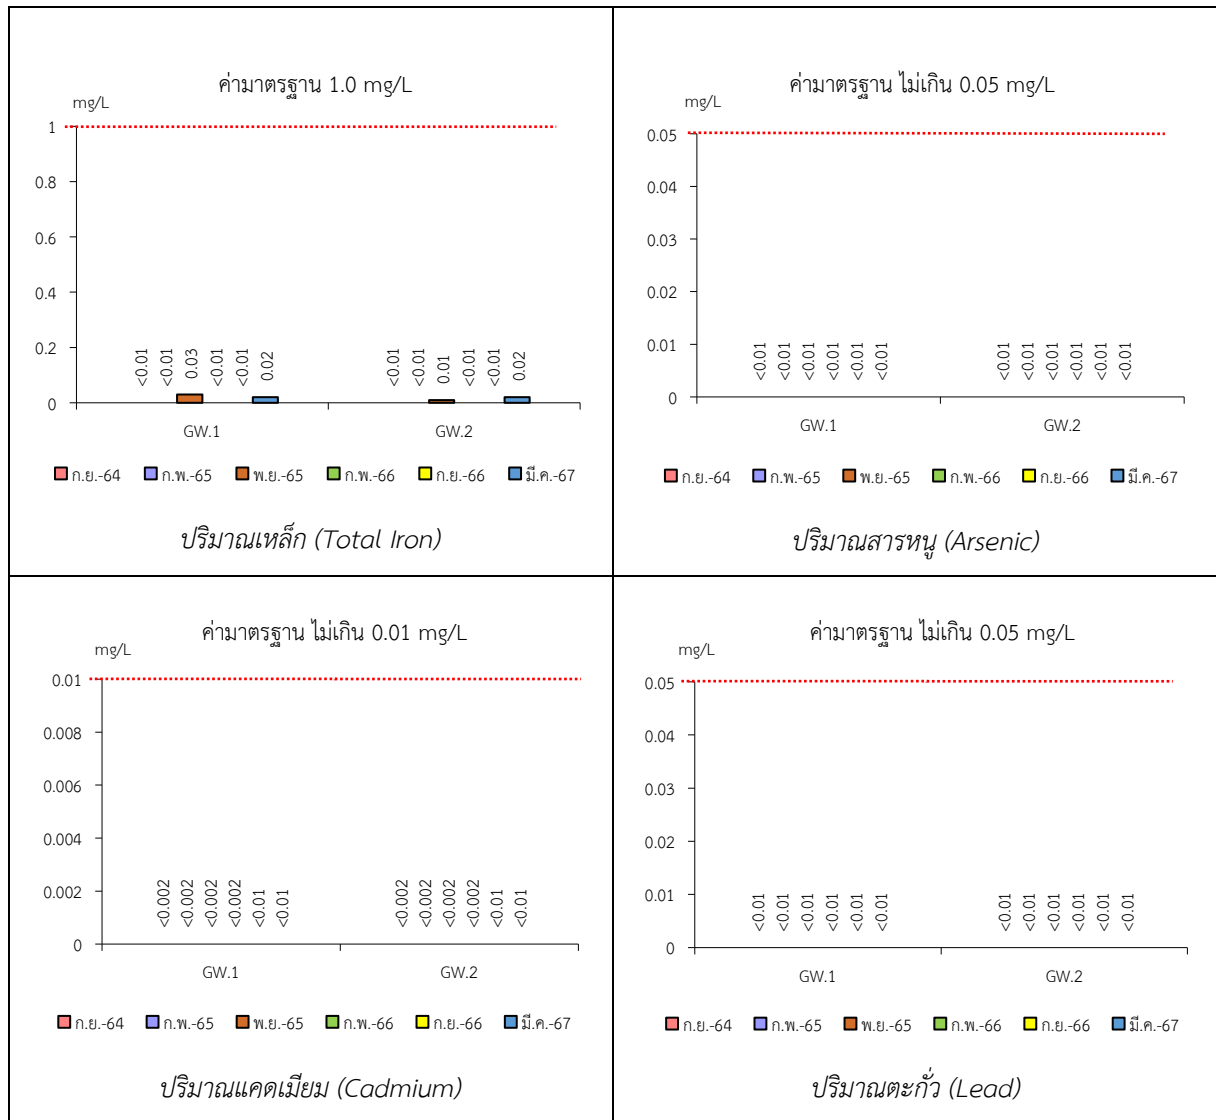 ค่ามาตรฐาน 1.0 mg/L
mg/L
1
0.8
0.6
0.4
0.2
0
<0.01 <0.01 0.03 <0.01 <0.01 0.02
<0.01 <0.01 0.01 <0.01 <0.01 0.02
GW.1 GW.2
ก.ย.-64 ก.พ.-65 พ.ย.-65 ก.พ.-66 ก.ย.-66 มี.ค.-67
ปริมาณเหล็ก (Total Iron)
ค่ามาตรฐาน ไม่เกิน 0.05 mg/L
mg/L
0.05
0.04
0.03
0.02
0.01
0
<0.01 <0.01 <0.01 <0.01 <0.01 <0.01
<0.01 <0.01 <0.01 <0.01 <0.01 <0.01
GW.1 GW.2
ก.ย.-64 ก.พ.-65 พ.ย.-65 ก.พ.-66 ก.ย.-66 มี.ค.-67
ปริมาณสารหนู (Arsenic)
ค่ามาตรฐาน ไม่เกิน 0.01 mg/L
mg/L
0.01
0.008
0.006
0.004
0.002
0
<0.002 <0.002 <0.002 <0.002 <0.01 <0.01
<0.002 <0.002 <0.002 <0.002 <0.01 <0.01
GW.1 GW.2
ก.ย.-64 ก.พ.-65 พ.ย.-65 ก.พ.-66 ก.ย.-66 มี.ค.-67
ปริมาณแคดเมียม (Cadmium)
ค่ามาตรฐาน ไม่เกิน 0.05 mg/L
mg/L
0.05
0.04
0.03
0.02
0.01
0
<0.01 <0.01 <0.01 <0.01 <0.01 <0.01
<0.01 <0.01 <0.01 <0.01 <0.01 <0.01
GW.1 GW.2
ก.ย.-64 ก.พ.-65 พ.ย.-65 ก.พ.-66 ก.ย.-66 มี.ค.-67
ปริมาณตะกั่ว (Lead)